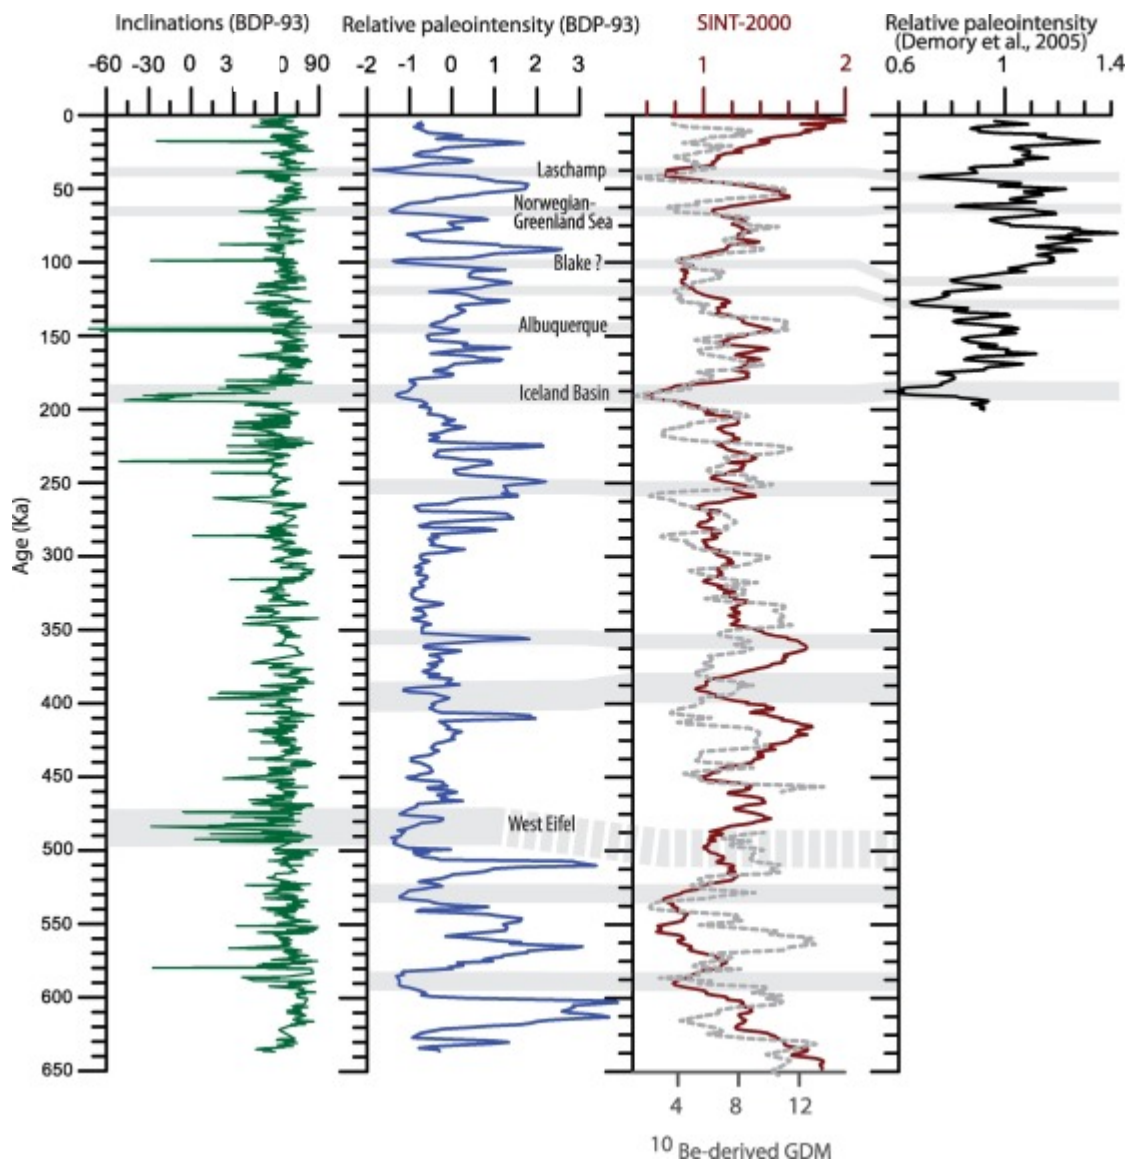 Inclinations (BDP-93)
Relative paleointensity (BDP-93)
SINT-2000
Relative paleointensity
(Demory et al., 2005)
-60 -30 0 3 0 90
-2 -1 0 1 2 3
1 2
0.6 1 1.4
0
50
100
150
200
250
300
350
400
450
500
550
600
650
Age (Ka)
Laschamp
Norwegian-
Greenland Sea
Blake ?
Albuquerque
Iceland Basin
West Eifel
4 8 12
10 Be-derived GDM